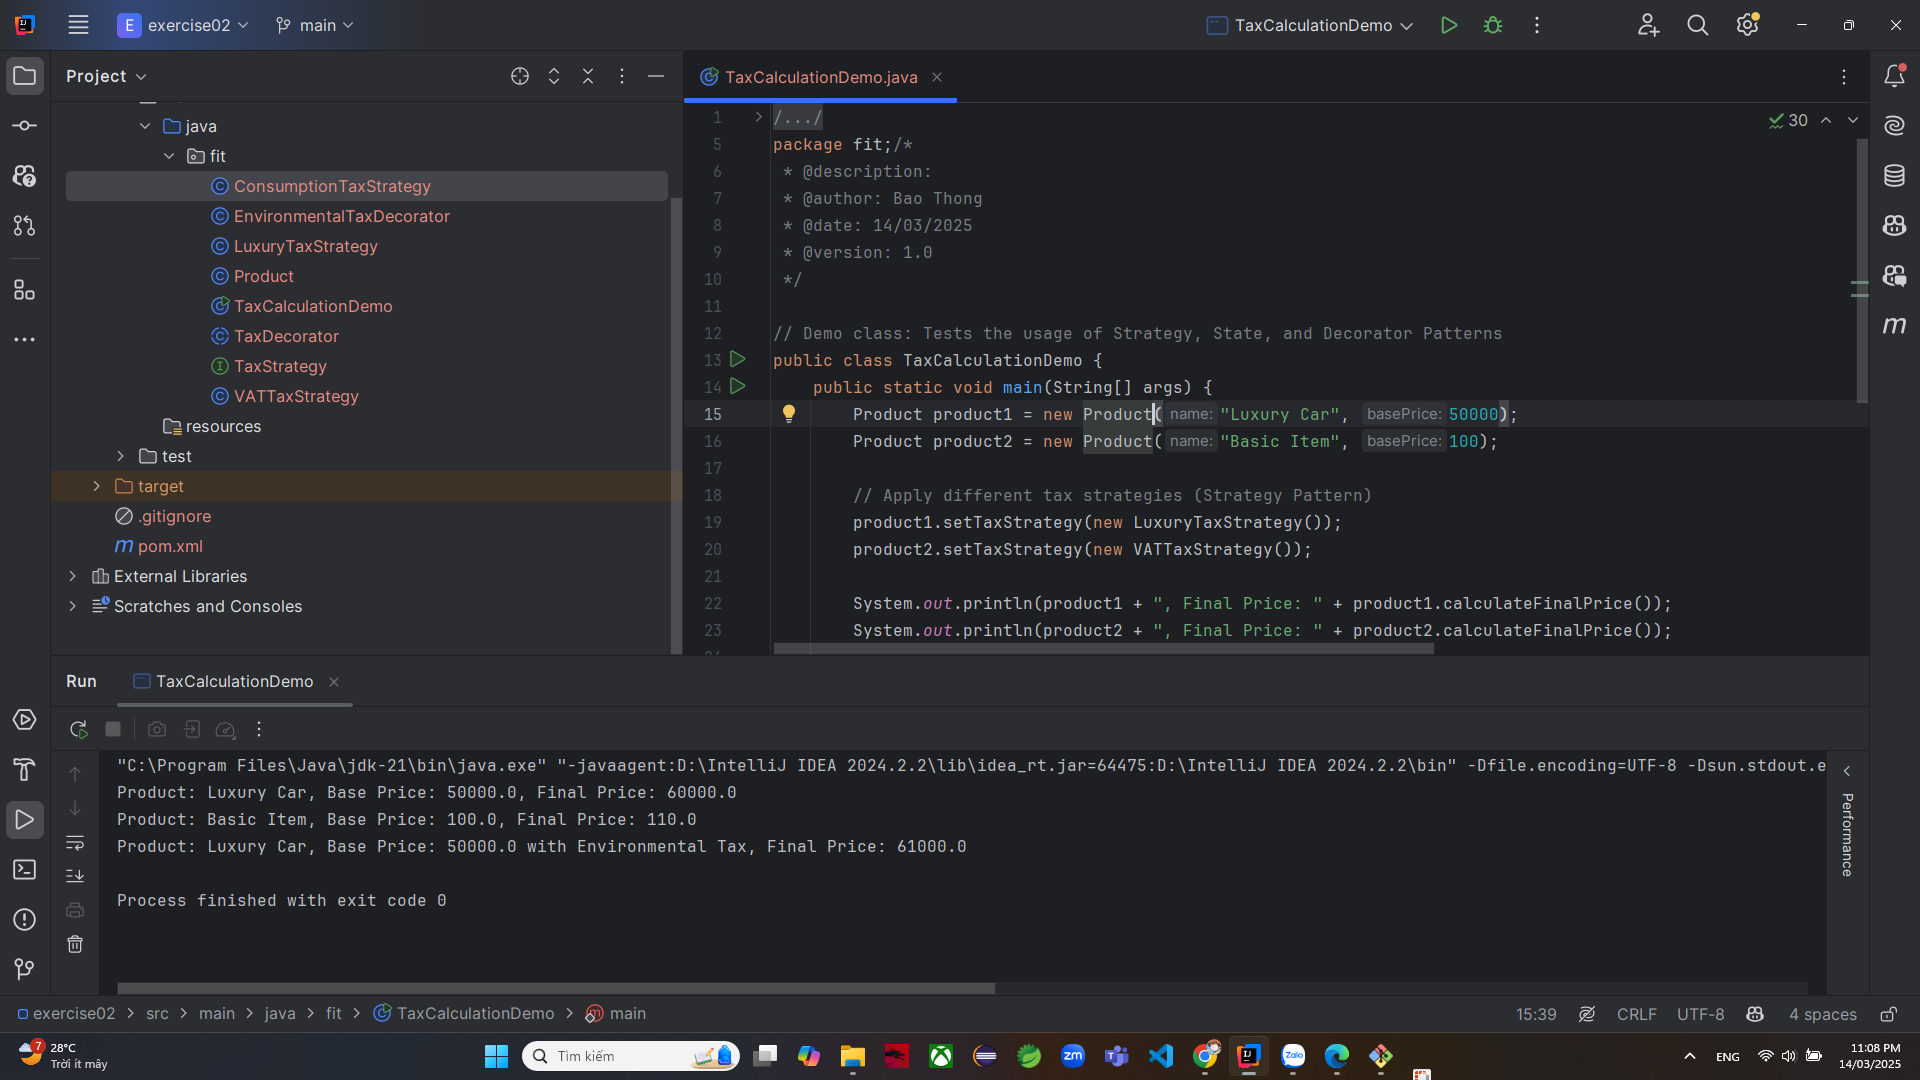 E exercise02 main TaxCalculationDemo
Project
TaxCalculationDemo.java
java
fit
ConsumptionTaxStrategy
EnvironmentalTaxDecorator
LuxuryTaxStrategy
Product
TaxCalculationDemo
TaxDecorator
TaxStrategy
VATTaxStrategy
resources
test
target
.gitignore
m pom.xml
External Libraries
Scratches and Consoles
30
1 /.../
5 package fit;/*
6 * @description:
7 * @author: Bao Thong
8 * @date: 14/03/2025
9 * @version: 1.0
10 */
11
12 // Demo class: Tests the usage of Strategy, State, and Decorator Patterns
13 public class TaxCalculationDemo {
14 public static void main(String[] args) {
15 Product product1 = new Product( name: "Luxury Car", basePrice: 50000);
16 Product product2 = new Product( name: "Basic Item", basePrice: 100);
17
18 // Apply different tax strategies (Strategy Pattern)
19 product1.setTaxStrategy(new LuxuryTaxStrategy());
20 product2.setTaxStrategy(new VATTaxStrategy());
21
22 System.out.println(product1 + ", Final Price: " + product1.calculateFinalPrice());
23 System.out.println(product2 + ", Final Price: " + product2.calculateFinalPrice());
Run TaxCalculationDemo
"C:\Program Files\Java\jdk-21\bin\java.exe" "-javaagent:D:\IntelliJ IDEA 2024.2.2\lib\idea_rt.jar=64475:D:\IntelliJ IDEA 2024.2.2\bin" -Dfile.encoding=UTF-8 -Dsun.stdout.e
Product: Luxury Car, Base Price: 50000.0, Final Price: 60000.0
Product: Basic Item, Base Price: 100.0, Final Price: 110.0
Product: Luxury Car, Base Price: 50000.0 with Environmental Tax, Final Price: 61000.0
Process finished with exit code 0
Performance
exercise02 > src > main > java > fit > TaxCalculationDemo > main
15:39 CRLF UTF-8 4 spaces
7
28°C
Trời ít mây
Tìm kiếm
zm
Zalo
ENG
11:08 PM
14/03/2025